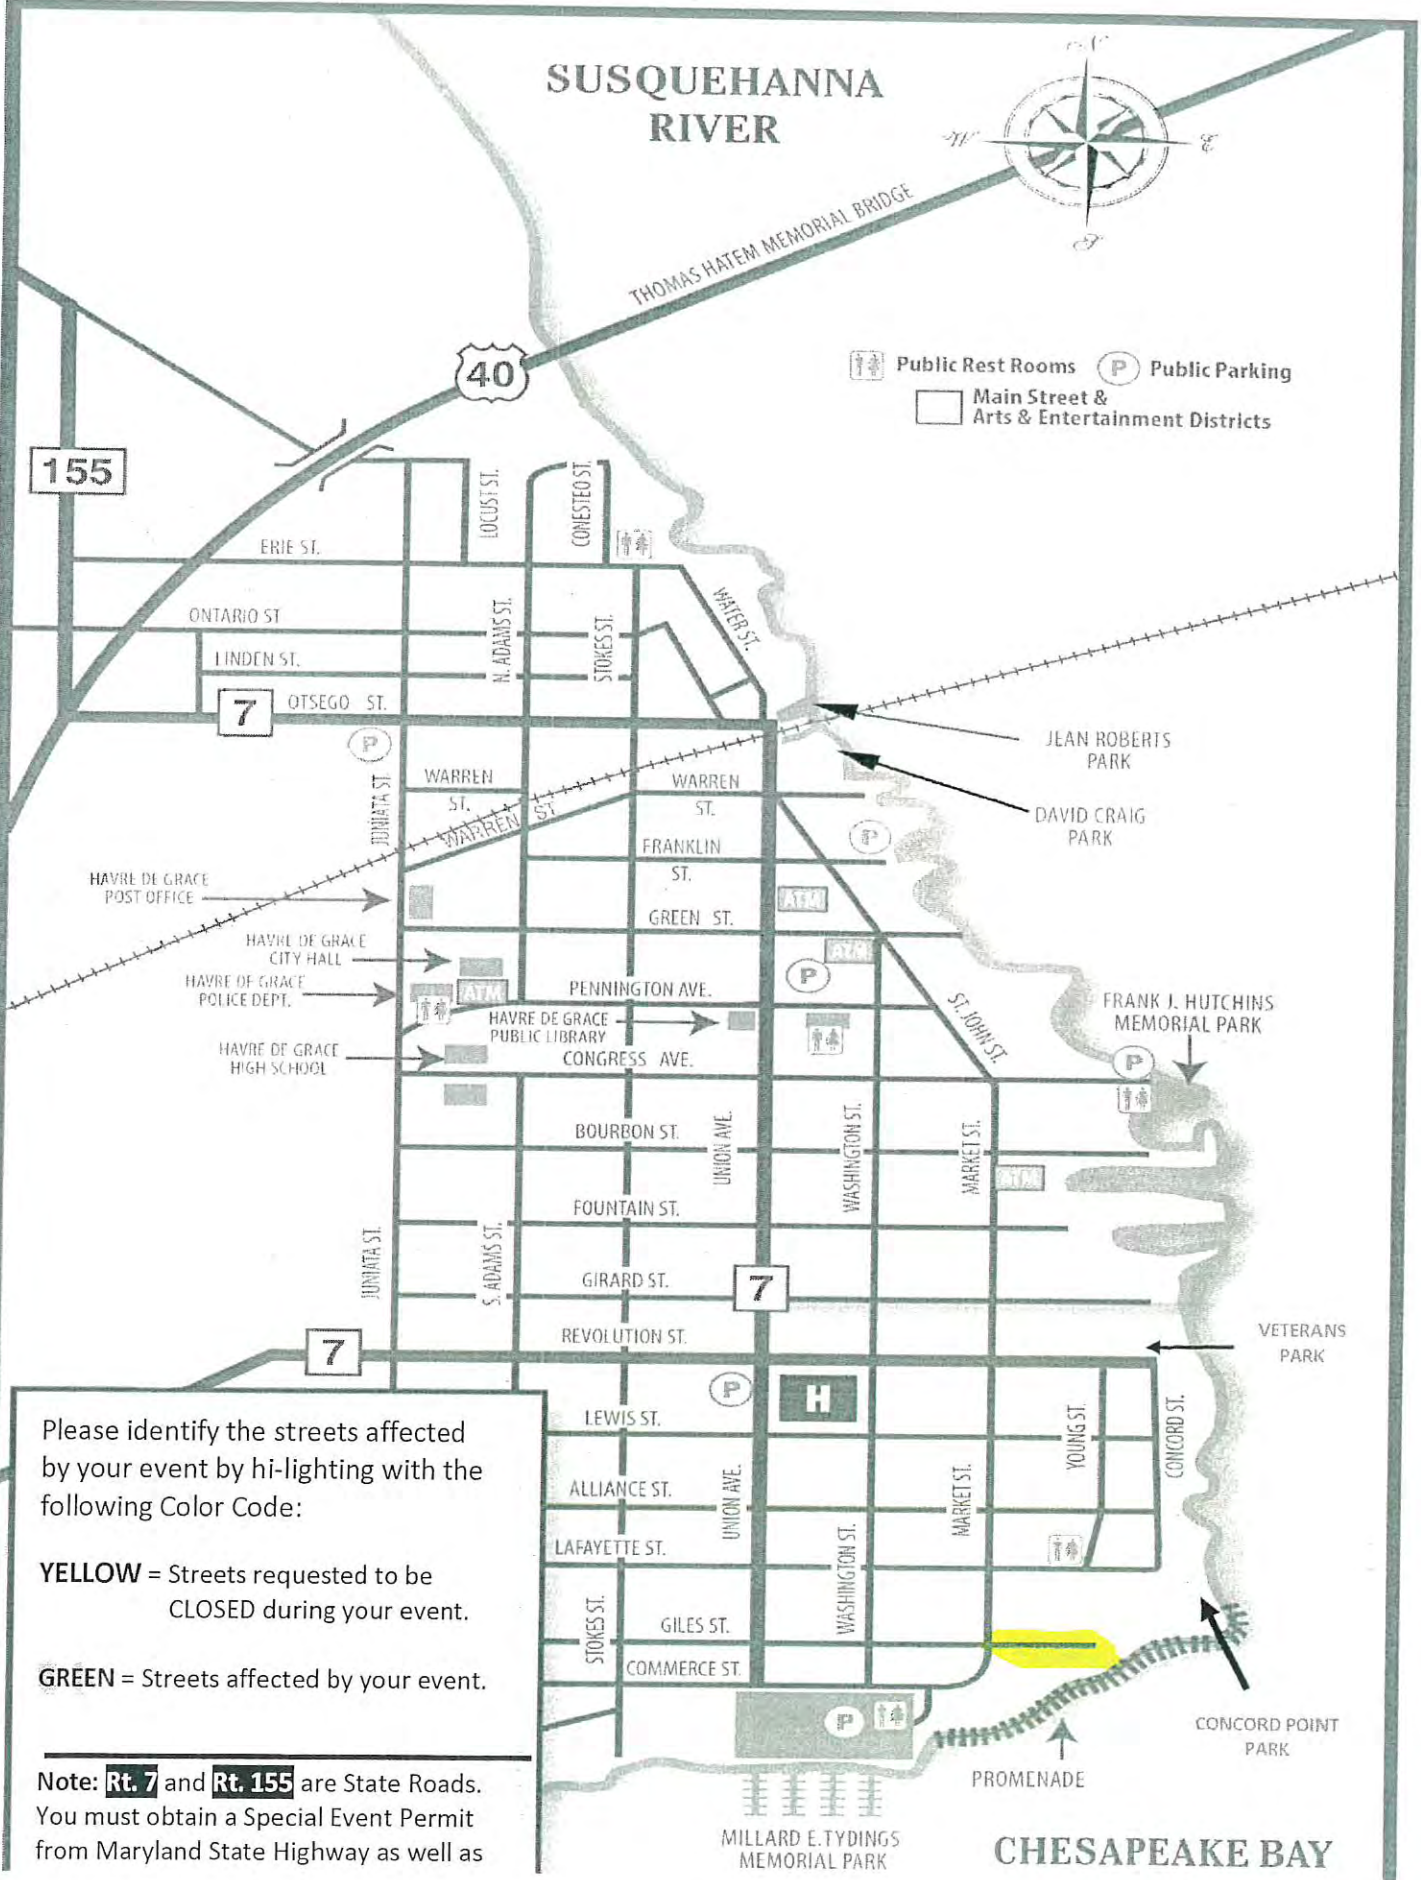 SUSQUEHANNA
RIVER
N
E
THOMAS HATEM MEMORIAL BRIDGE
40
Public Rest Rooms
P
Public Parking
Main Street &
Arts & Entertainment Districts
155
LOCUST ST.
CONESTEO ST.
ERIE ST.
WATER ST.
ONTARIO ST
N. ADAMS ST.
STOKES ST.
LINDEN ST.
7
OTSEGO ST.
P
JEAN ROBERTS
PARK
WARREN
ST.
WARREN
ST.
JUNIATA ST.
WARREN ST
DAVID CRAIG
PARK
P
FRANKLIN
ST.
HAVRE DE GRACE
POST OFFICE
ATM
GREEN ST.
HAVRE DE GRACE
CITY HALL
ATM
HAVRE DE GRACE
POLICE DEPT.
ATM
PENNINGTON AVE.
P
ST. JOHN ST.
FRANK J. HUTCHINS
MEMORIAL PARK
HAVRE DE GRACE
PUBLIC LIBRARY
HAVRE DE GRACE
HIGH SCHOOL
CONGRESS AVE.
P
BOURBON ST.
UNION AVE.
WASHINGTON ST.
MARKET ST.
ATM
FOUNTAIN ST.
JUNIATA ST.
S. ADAMS ST.
GIRARD ST.
7
REVOLUTION ST.
7
VETERANS
PARK
P
H
LEWIS ST.
YOUNG ST.
CONCORD ST.
ALLIANCE ST.
UNION AVE.
MARKET ST.
LAFAYETTE ST.
WASHINGTON ST.
STOKES ST.
GILES ST.
COMMERCE ST.
P
CONCORD POINT
PARK
PROMENADE
MILLARD E.TYDINGS
MEMORIAL PARK
CHESAPEAKE BAY
Please identify the streets affected
by your event by hi-lighting with the
following Color Code:
YELLOW = Streets requested to be
CLOSED during your event.
GREEN = Streets affected by your event.
Note: Rt. 7 and Rt. 155 are State Roads.
You must obtain a Special Event Permit
from Maryland State Highway as well as